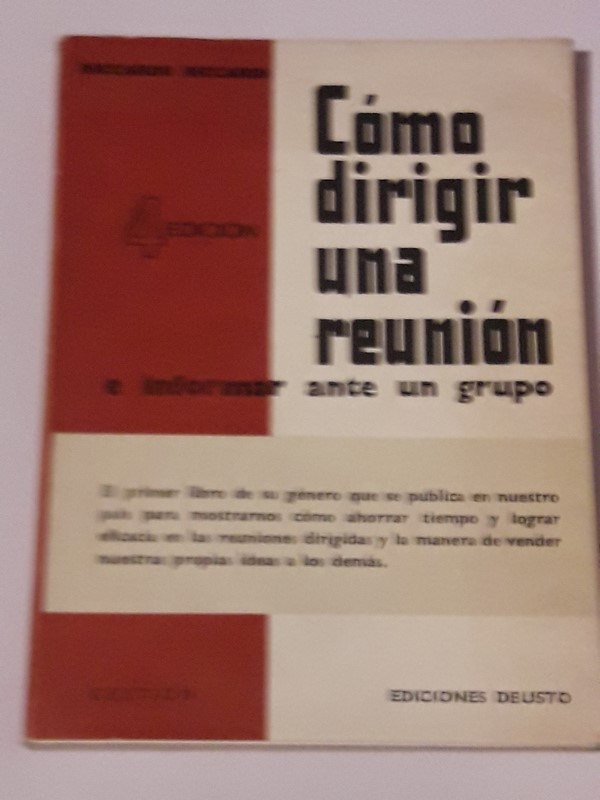 RICCARDO RICCARDI
Cómo
dirigir
una
reunión
4 EDICION
e informar ante un grupo
El primer libro de su género que se publica en nuestro
país para mostrarnos cómo ahorrar tiempo y lograr
eficacia en las reuniones dirigidas y la manera de vender
nuestras propias ideas a los demás.
EDICIONES DEUSTO